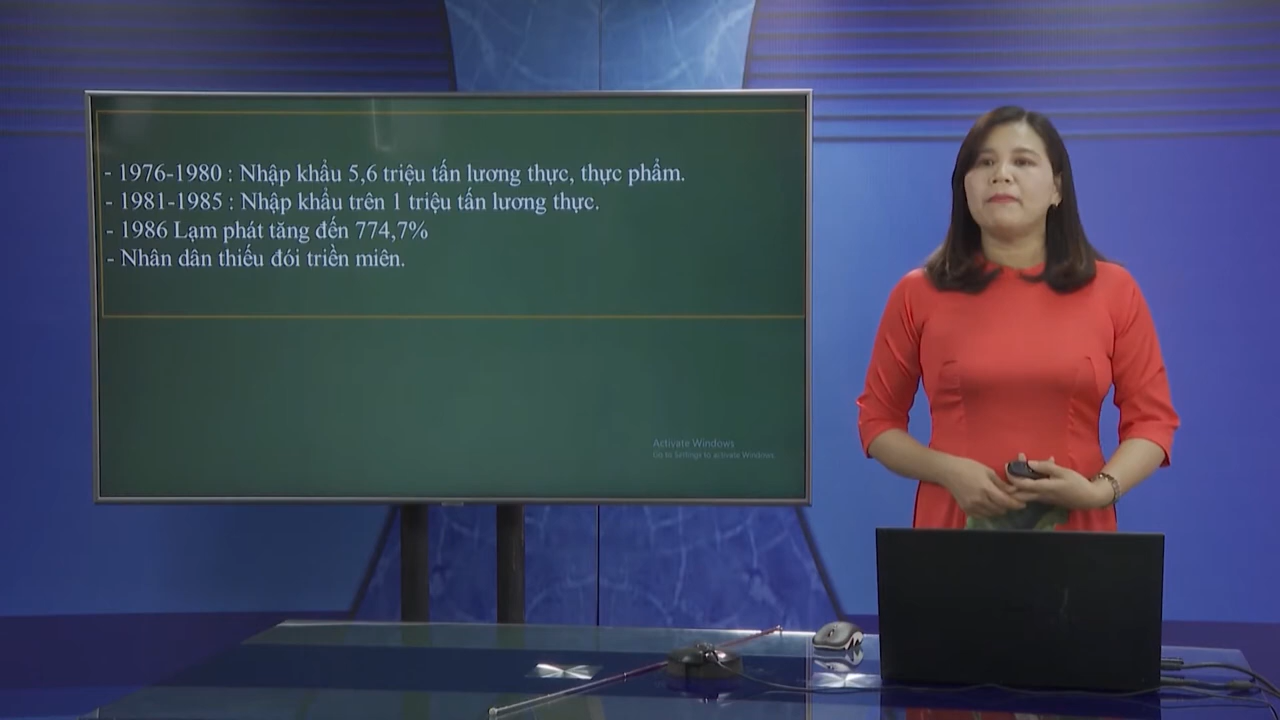 - 1976-1980 : Nhập khẩu 5,6 triệu tấn lương thực, thực phẩm.
- 1981-1985 : Nhập khẩu trên 1 triệu tấn lương thực.
- 1986 Lạm phát tăng đến 774,7%
- Nhân dân thiếu đói triền miên.
Activate Windows
Go to Settings to activate Windows.